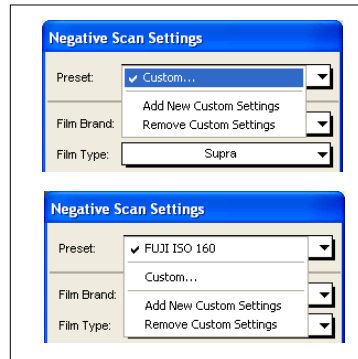 Negative Scan Settings
Preset: ✓ Custom...
Add New Custom Settings
Film Brand: Remove Custom Settings
Film Type: Supra
Negative Scan Settings
Preset: ✓ FUJI ISO 160
Custom...
Film Brand:
Add New Custom Settings
Film Type: Remove Custom Settings